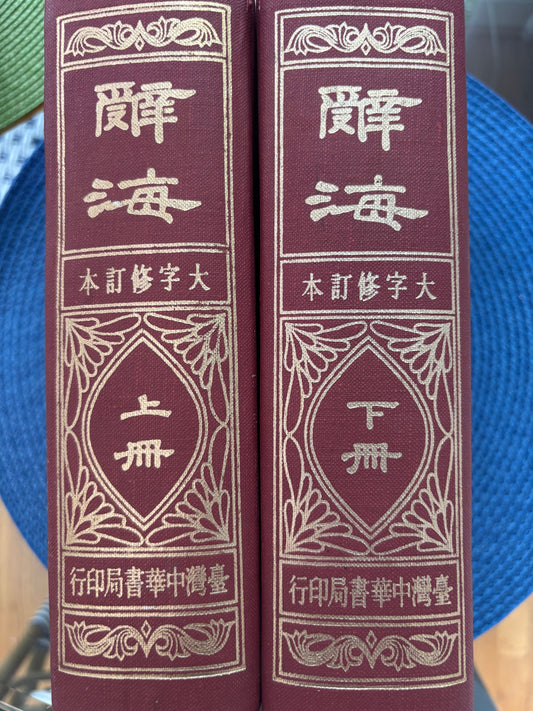 辭海
大字修訂本
上冊
臺灣中華書局印行
辭海
大字修訂本
下冊
臺灣中華書局印行